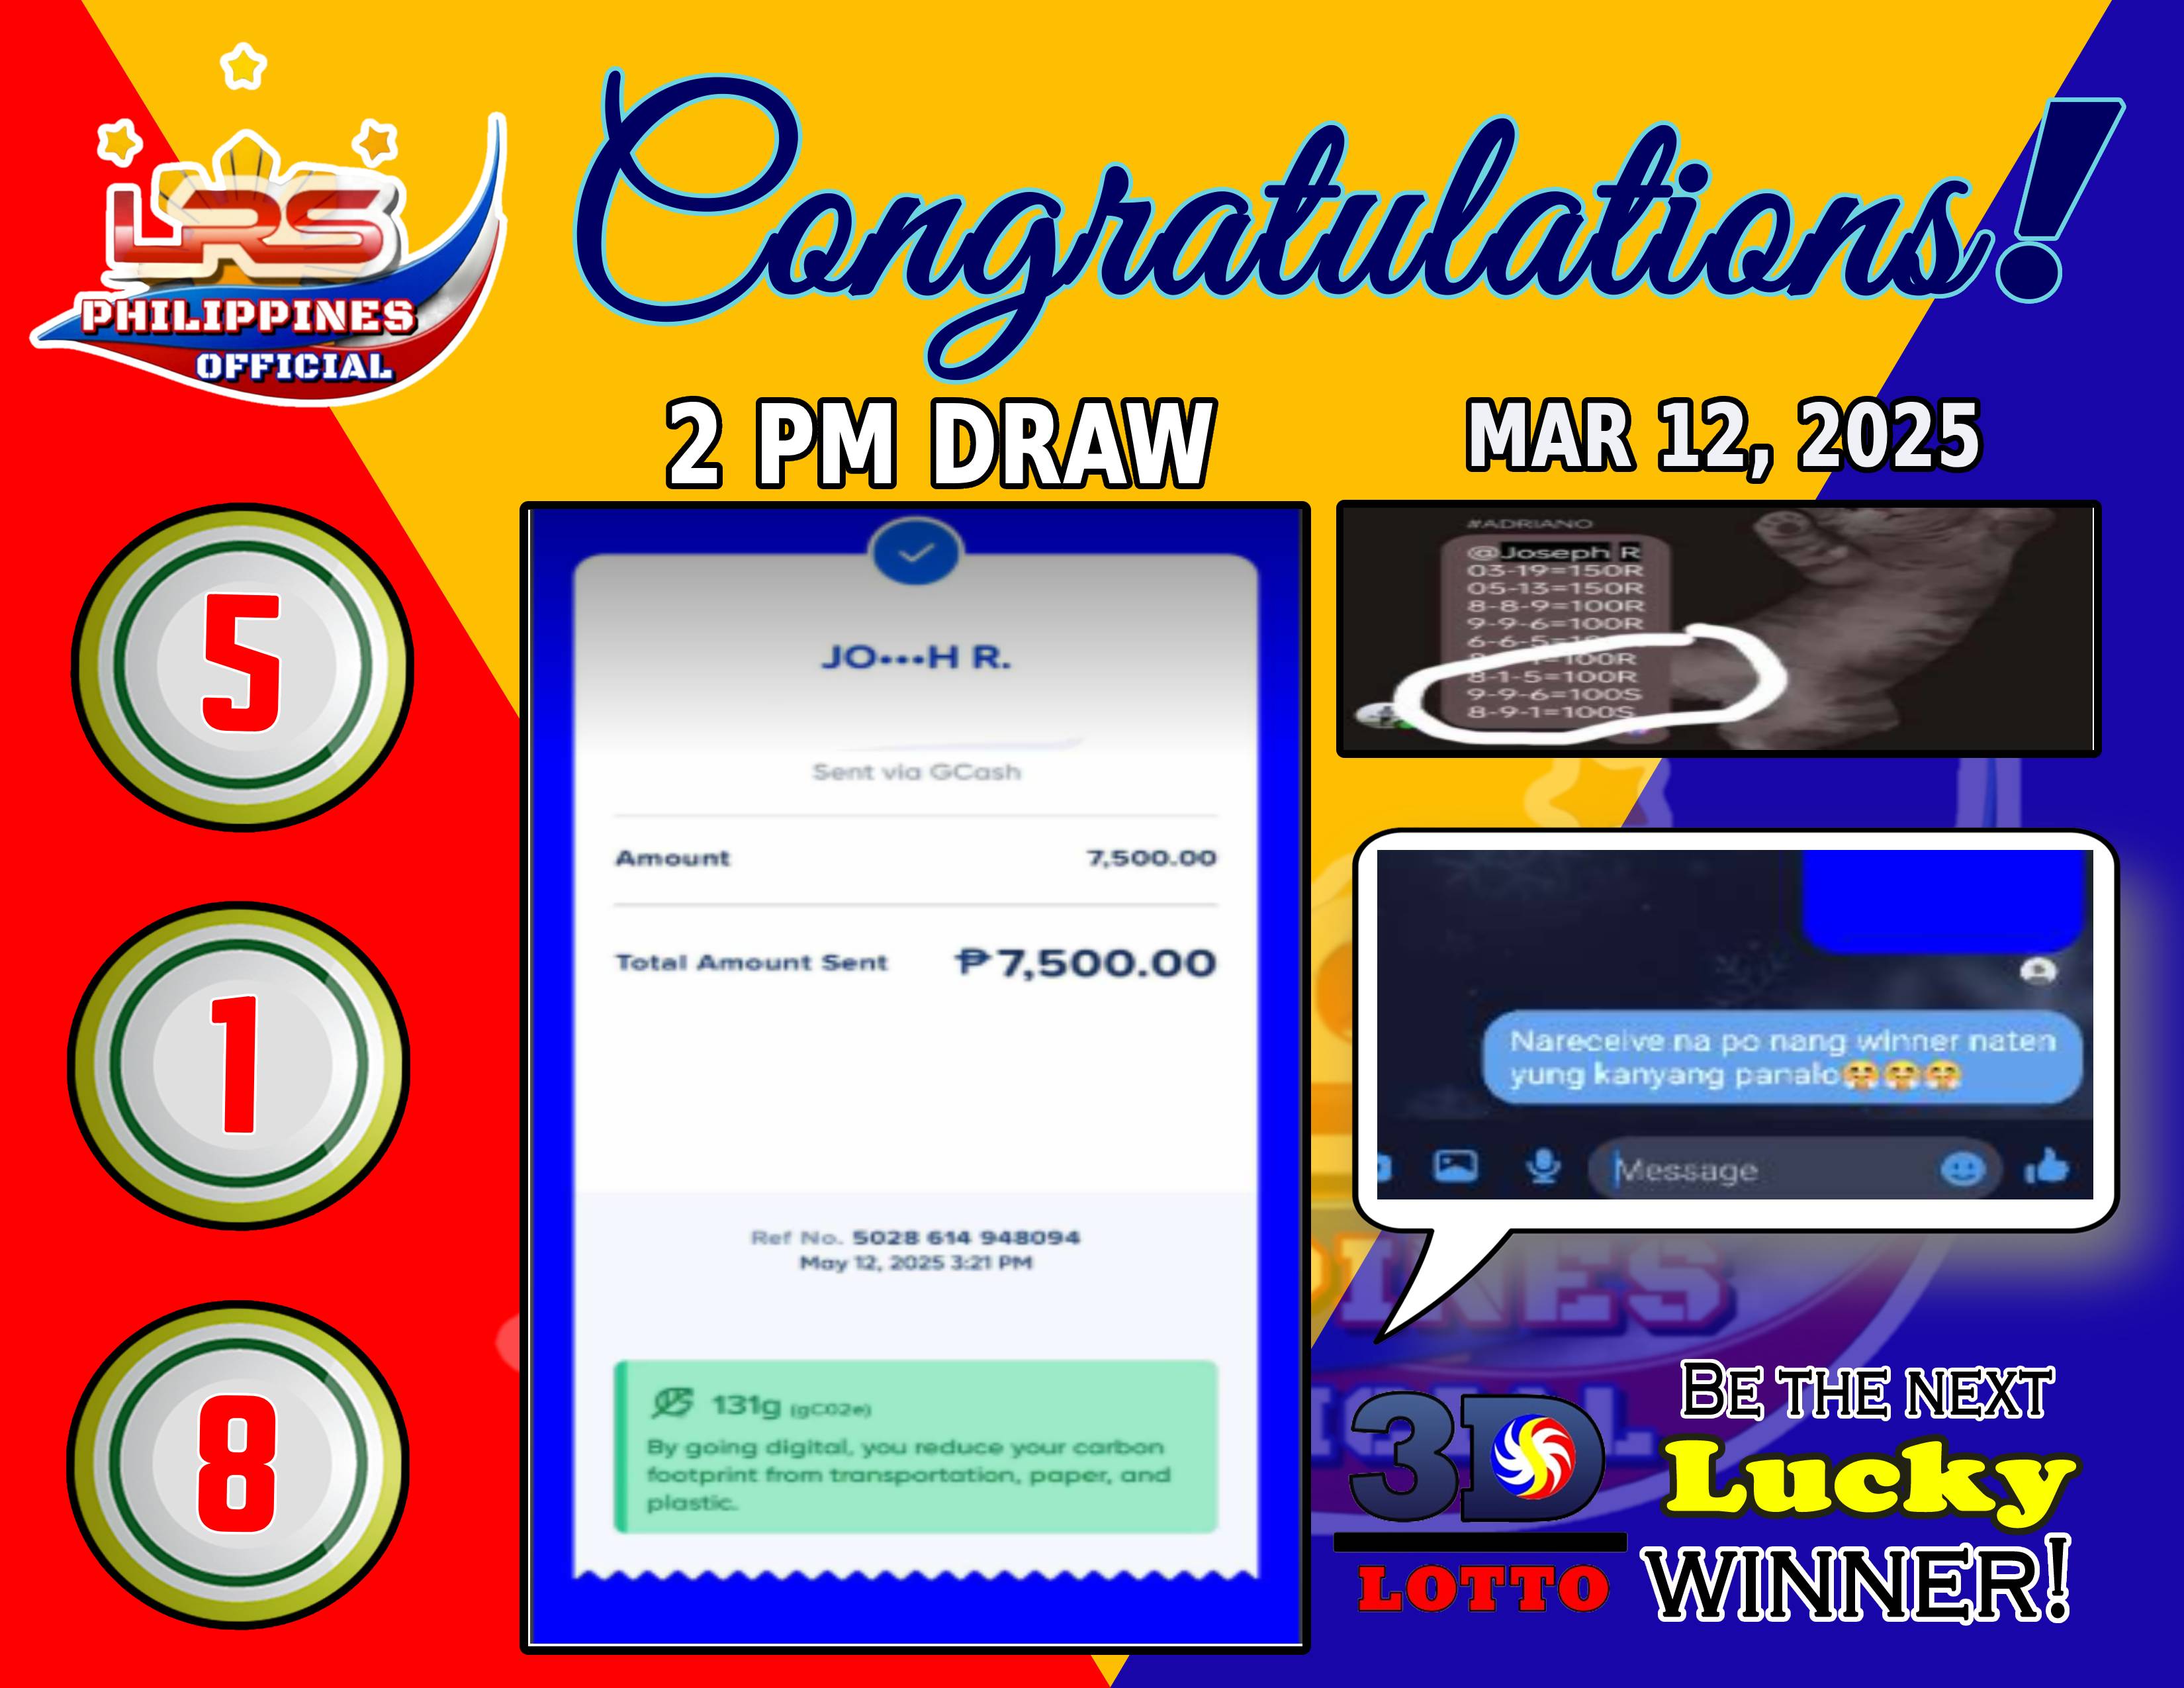 LRS
PHILIPPINES
OFFICIAL
Congratulations!
2 PM DRAW
MAR 12, 2025
5
1
8
JO•••H R.
Sent via GCash
Amount 7,500.00
Total Amount Sent ₱7,500.00
Ref No. 5028 614 948094
May 12, 2025 3:21 PM
131g (gCO2e)
By going digital, you reduce your carbon
footprint from transportation, paper, and
plastic.
#ADRIANO
@Joseph R
03-19=150R
05-13=150R
8-8-9=100R
9-9-6=100R
6-6-5=
=100R
8-1-5=100R
9-9-6=100S
8-9-1=100S
Nareceive na po nang winner naten
yung kanyang panalo🤗🤗🤗
Message
3D
LOTTO
BE THE NEXT
Lucky
WINNER!